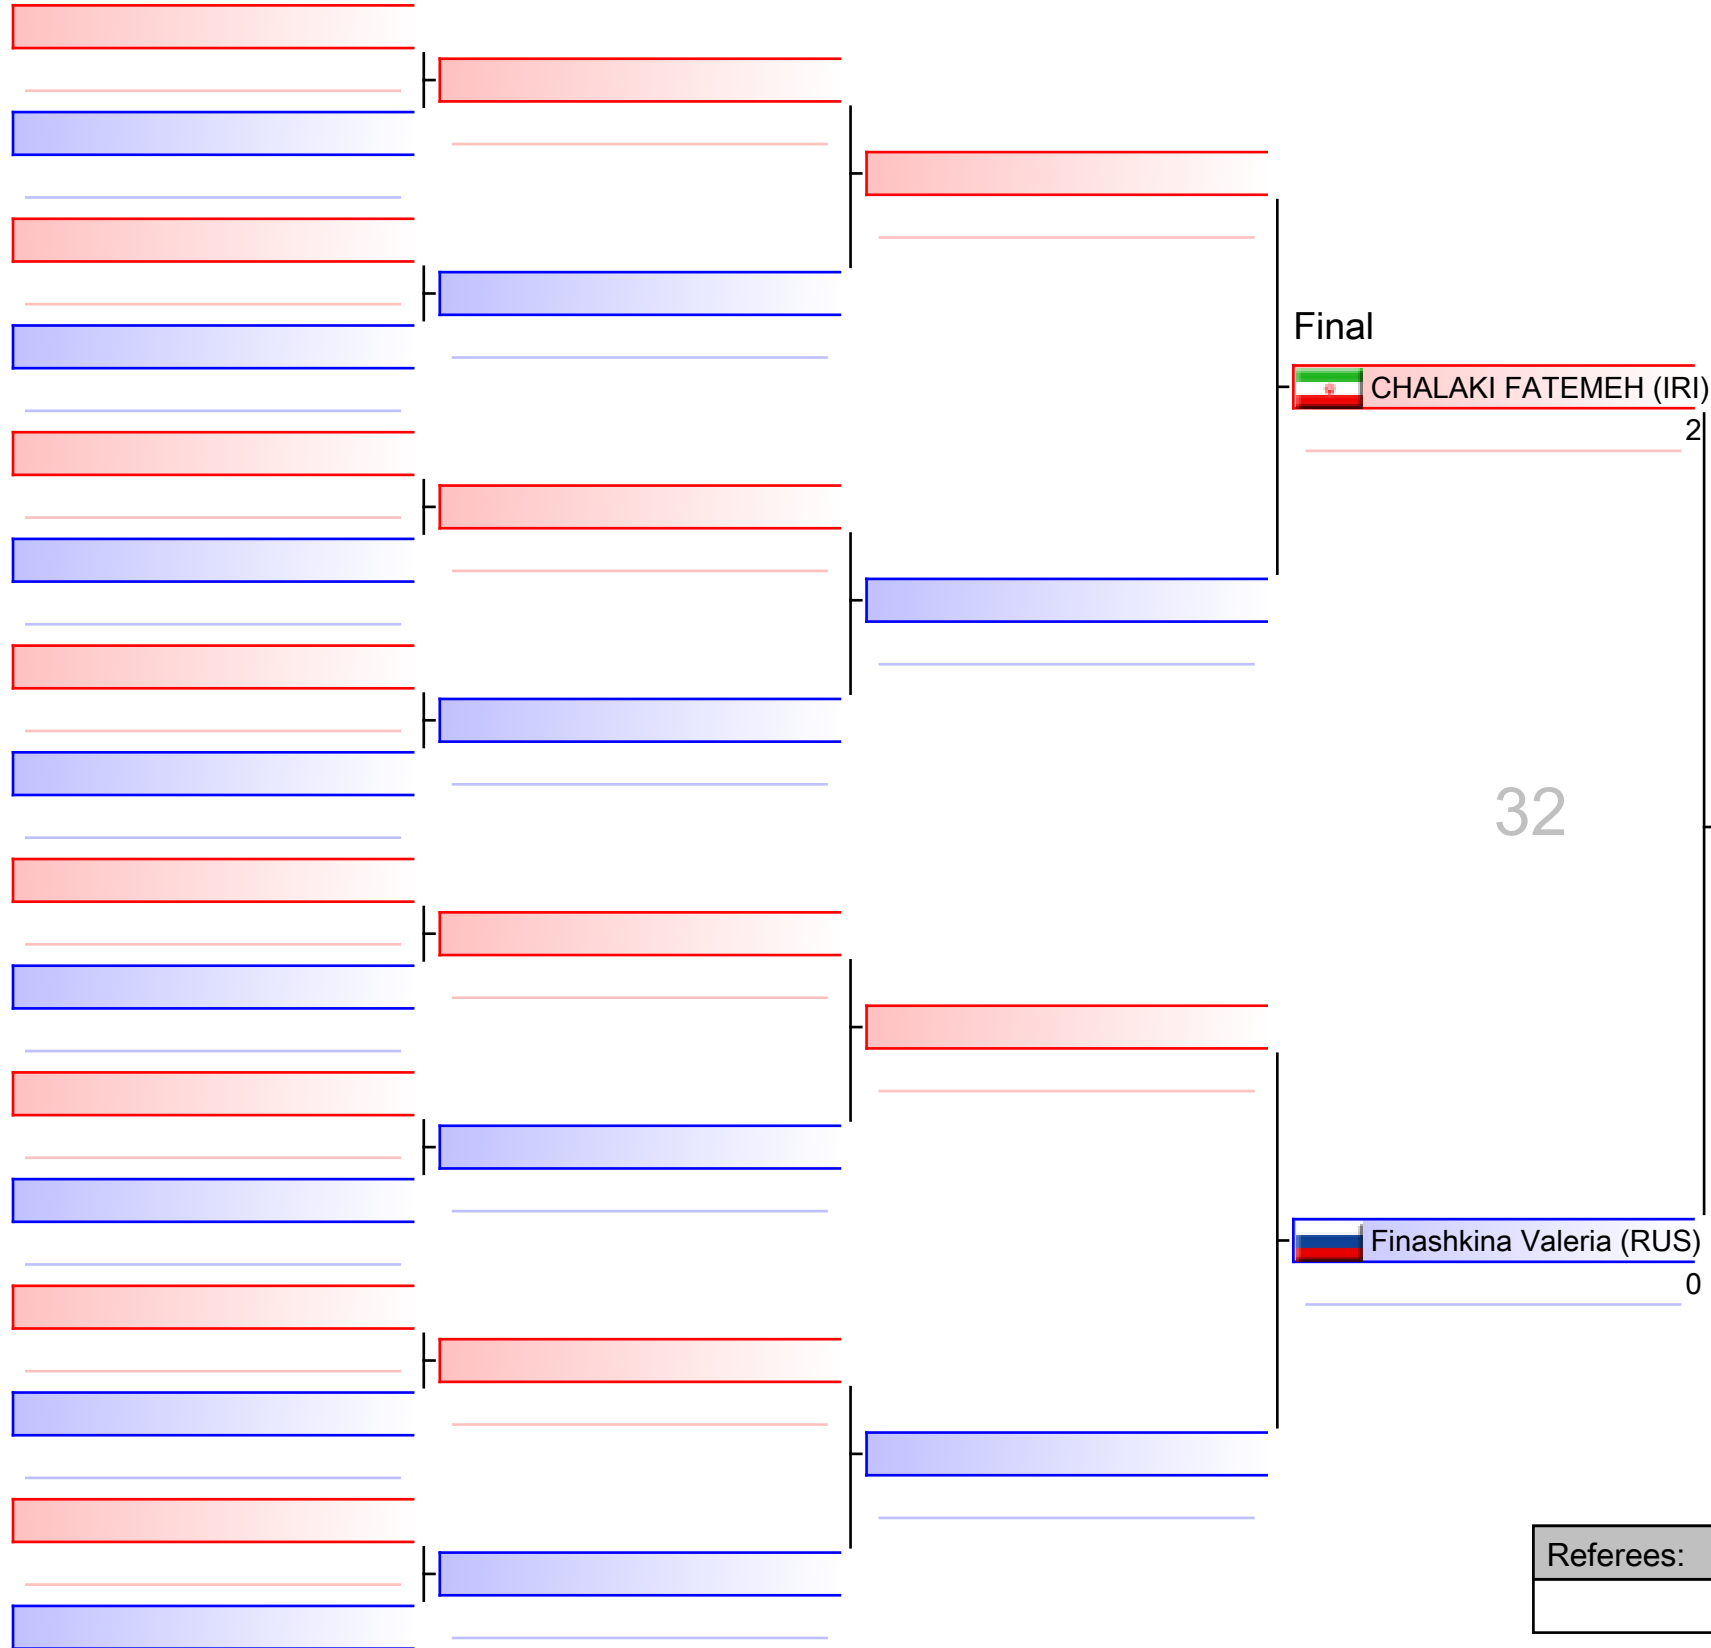 Final
CHALAKI FATEMEH (IRI)
2
32
Finashkina Valeria (RUS)
0
Referees: